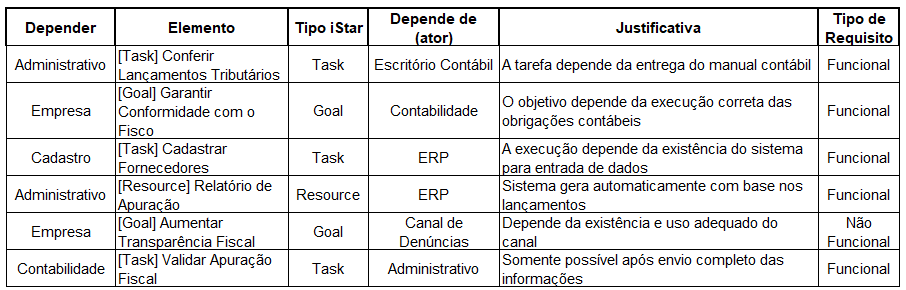 Depender Elemento Tipo iStar Depende de (ator) Justificativa Tipo de Requisito
Administrativo [Task] Conferir Lançamentos Tributários Task Escritório Contábil A tarefa depende da entrega do manual contábil Funcional
Empresa [Goal] Garantir Conformidade com o Fisco Goal Contabilidade O objetivo depende da execução correta das obrigações contábeis Funcional
Cadastro [Task] Cadastrar Fornecedores Task ERP A execução depende da existência do sistema para entrada de dados Funcional
Administrativo [Resource] Relatório de Apuração Resource ERP Sistema gera automaticamente com base nos lançamentos Funcional
Empresa [Goal] Aumentar Transparência Fiscal Goal Canal de Denúncias Depende da existência e uso adequado do canal Não Funcional
Contabilidade [Task] Validar Apuração Fiscal Task Administrativo Somente possível após envio completo das informações Funcional